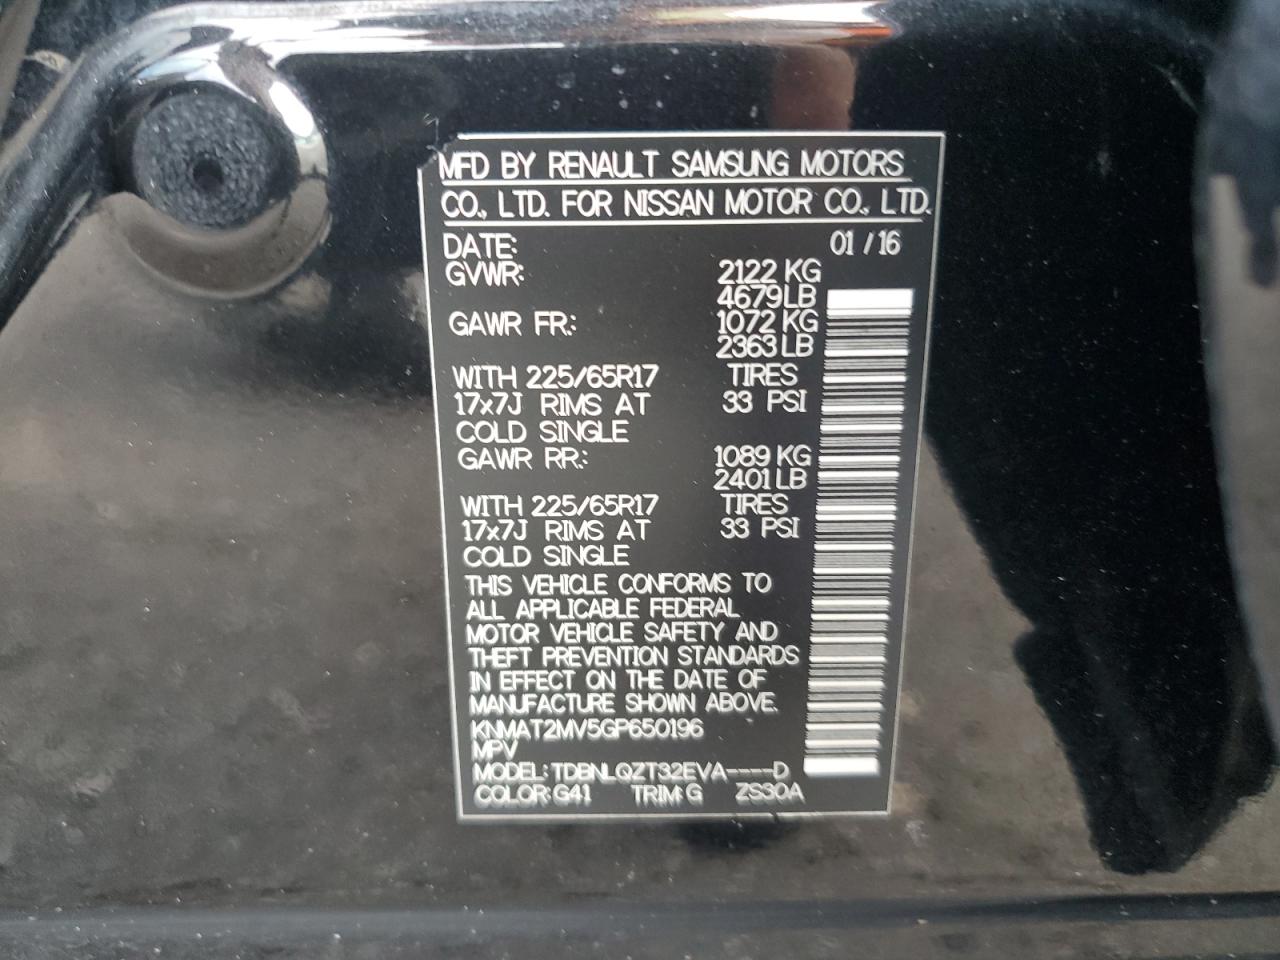 MFD BY RENAULT SAMSUNG MOTORS
CO., LTD. FOR NISSAN MOTOR CO., LTD.
DATE: 01 / 16
GVWR: 2122 KG
4679 LB
GAWR FR.: 1072 KG
2363 LB
WITH 225/65R17 TIRES
17x7J RIMS AT 33 PSI
COLD SINGLE
GAWR RR.: 1089 KG
2401 LB
WITH 225/65R17 TIRES
17x7J RIMS AT 33 PSI
COLD SINGLE
THIS VEHICLE CONFORMS TO
ALL APPLICABLE FEDERAL
MOTOR VEHICLE SAFETY AND
THEFT PREVENTION STANDARDS
IN EFFECT ON THE DATE OF
MANUFACTURE SHOWN ABOVE.
KNMAT2MV5GP650196
MPV
MODEL: TDBNLQZT32EVA----D
COLOR: G41 TRIM: G ZS30A